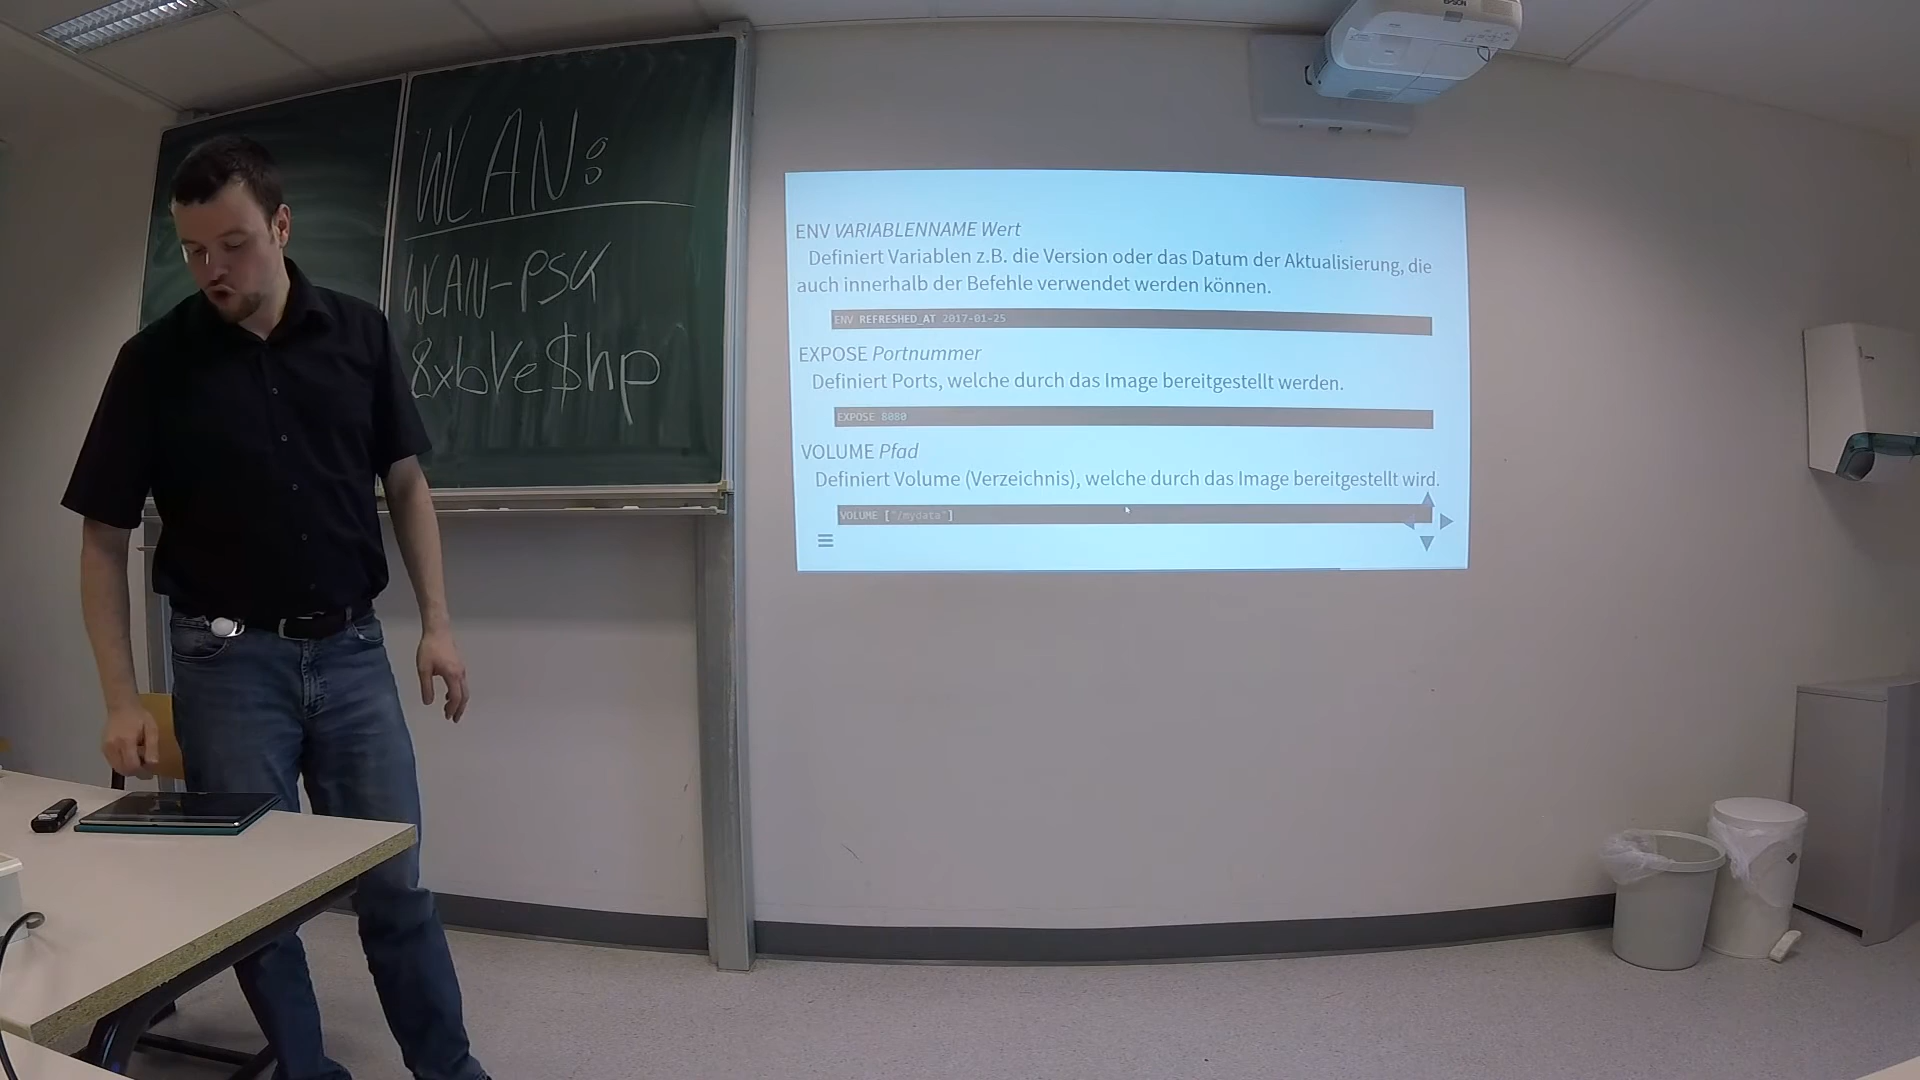 WLAN:
WLAN-PSK
8xbVe$hp
EPSON
ENV VARIABLENNAME Wert
Definiert Variablen z.B. die Version oder das Datum der Aktualisierung, die
auch innerhalb der Befehle verwendet werden können.
ENV REFRESHED_AT 2017-01-25
EXPOSE Portnummer
Definiert Ports, welche durch das Image bereitgestellt werden.
EXPOSE 8080
VOLUME Pfad
Definiert Volume (Verzeichnis), welche durch das Image bereitgestellt wird.
VOLUME ["/mydata"]